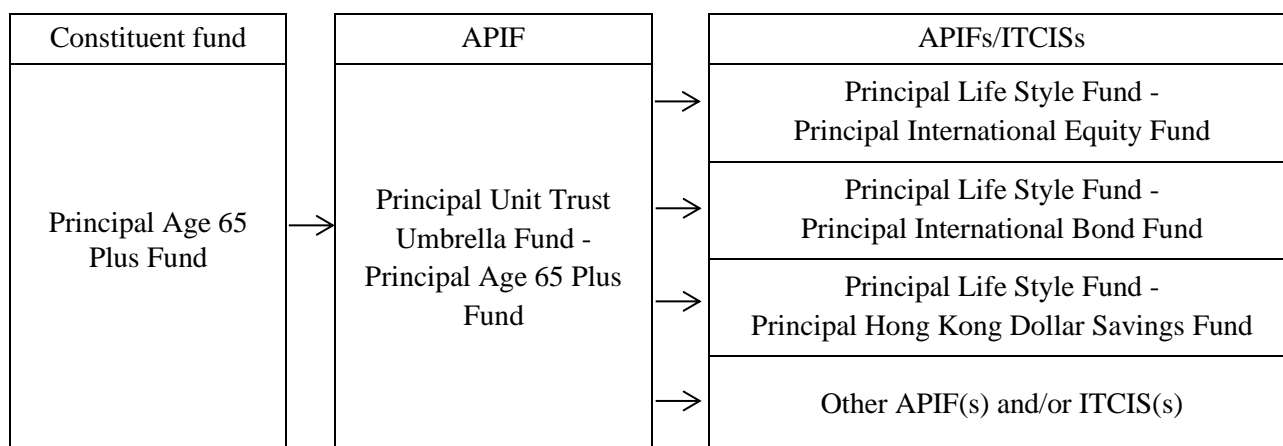 Constituent fund
APIF
APIFs/ITCISs
Principal Age 65
Plus Fund
Principal Unit Trust
Umbrella Fund -
Principal Age 65 Plus
Fund
Principal Life Style Fund -
Principal International Equity Fund
Principal Life Style Fund -
Principal International Bond Fund
Principal Life Style Fund -
Principal Hong Kong Dollar Savings Fund
Other APIF(s) and/or ITCIS(s)